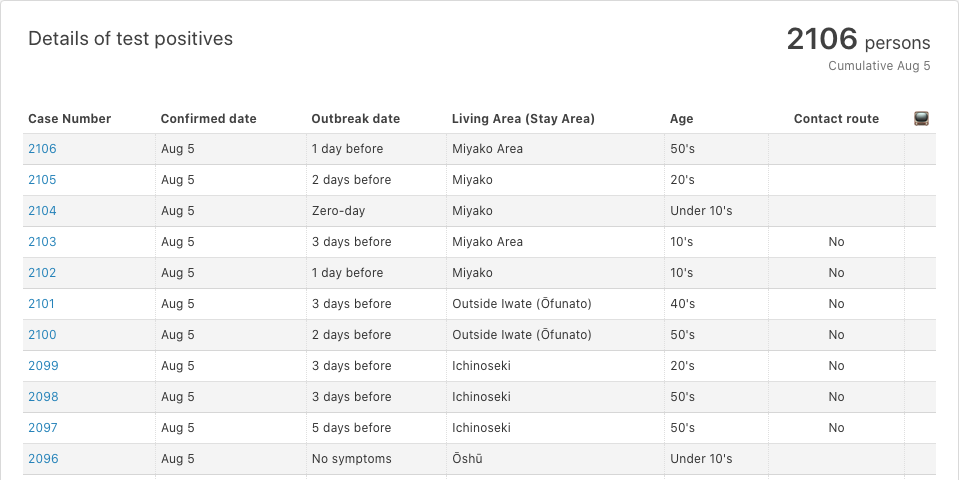 Details of test positives
2106 persons
Cumulative Aug 5
Case Number Confirmed date Outbreak date Living Area (Stay Area) Age Contact route
2106 Aug 5 1 day before Miyako Area 50's
2105 Aug 5 2 days before Miyako 20's
2104 Aug 5 Zero-day Miyako Under 10's
2103 Aug 5 3 days before Miyako Area 10's No
2102 Aug 5 1 day before Miyako 10's No
2101 Aug 5 3 days before Outside Iwate (Ōfunato) 40's No
2100 Aug 5 2 days before Outside Iwate (Ōfunato) 50's No
2099 Aug 5 3 days before Ichinoseki 20's No
2098 Aug 5 3 days before Ichinoseki 50's No
2097 Aug 5 5 days before Ichinoseki 50's No
2096 Aug 5 No symptoms Ōshū Under 10's